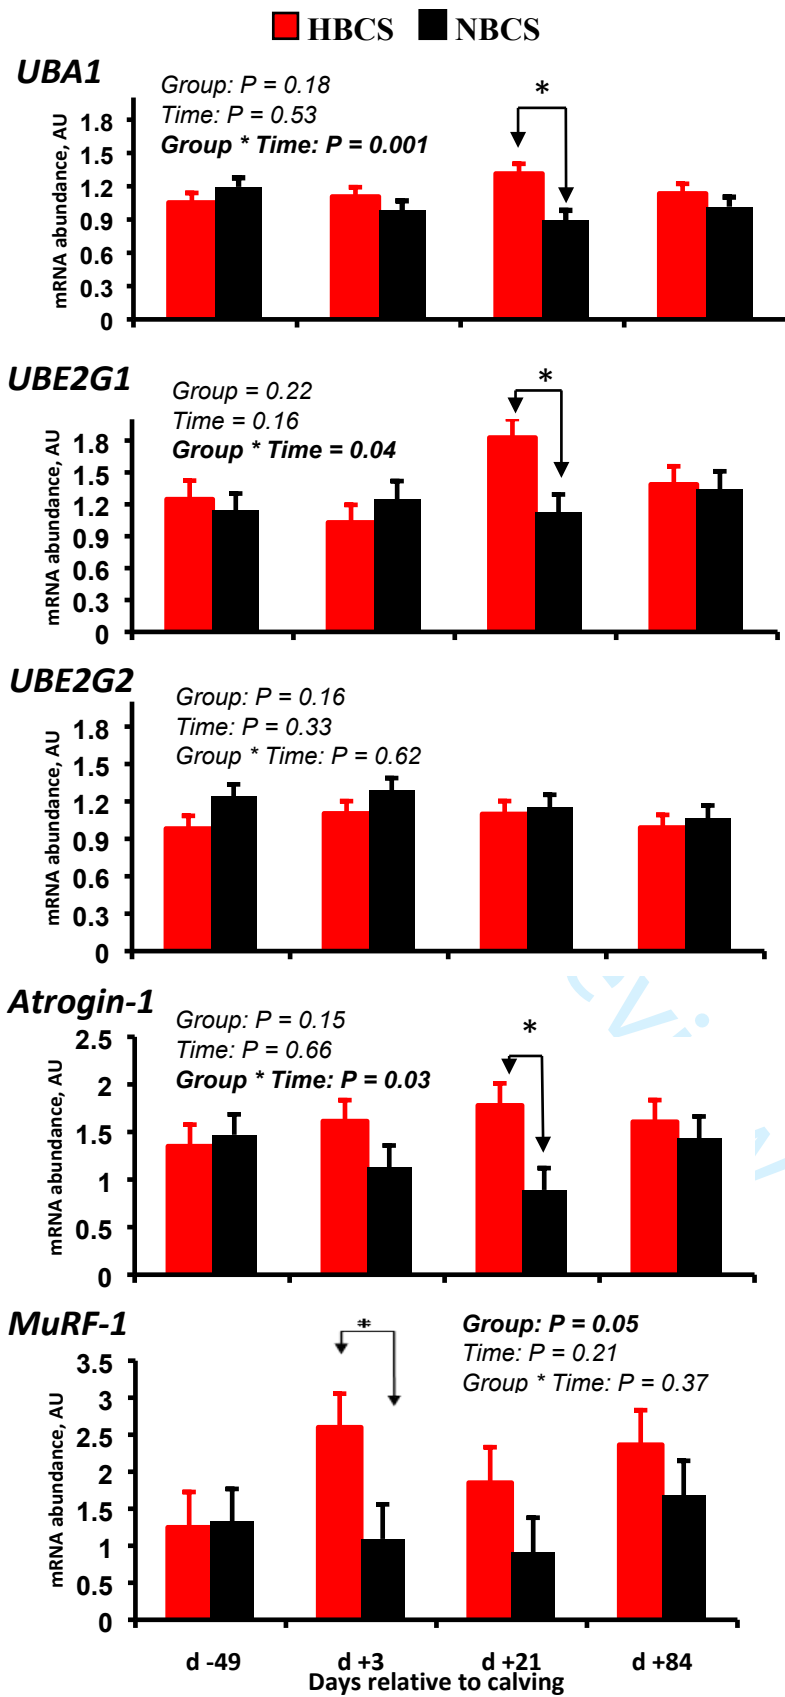 HBCS NBCS
UBA1
Group: P = 0.18
Time: P = 0.53
Group * Time: P = 0.001
*
mRNA abundance, AU
1.8
1.5
1.2
0.9
0.6
0.3
0
UBE2G1
Group = 0.22
Time = 0.16
Group * Time = 0.04
*
mRNA abundance, AU
1.8
1.5
1.2
0.9
0.6
0.3
0
UBE2G2
Group: P = 0.16
Time: P = 0.33
Group * Time: P = 0.62
mRNA abundance, AU
1.8
1.5
1.2
0.9
0.6
0.3
0
Atrogin-1
Group: P = 0.15
Time: P = 0.66
Group * Time: P = 0.03
*
mRNA abundance, AU
2.5
2
1.5
1
0.5
0
MuRF-1
*
Group: P = 0.05
Time: P = 0.21
Group * Time: P = 0.37
mRNA abundance, AU
3.5
3
2.5
2
1.5
1
0.5
0
d -49 d +3 d +21 d +84
Days relative to calving